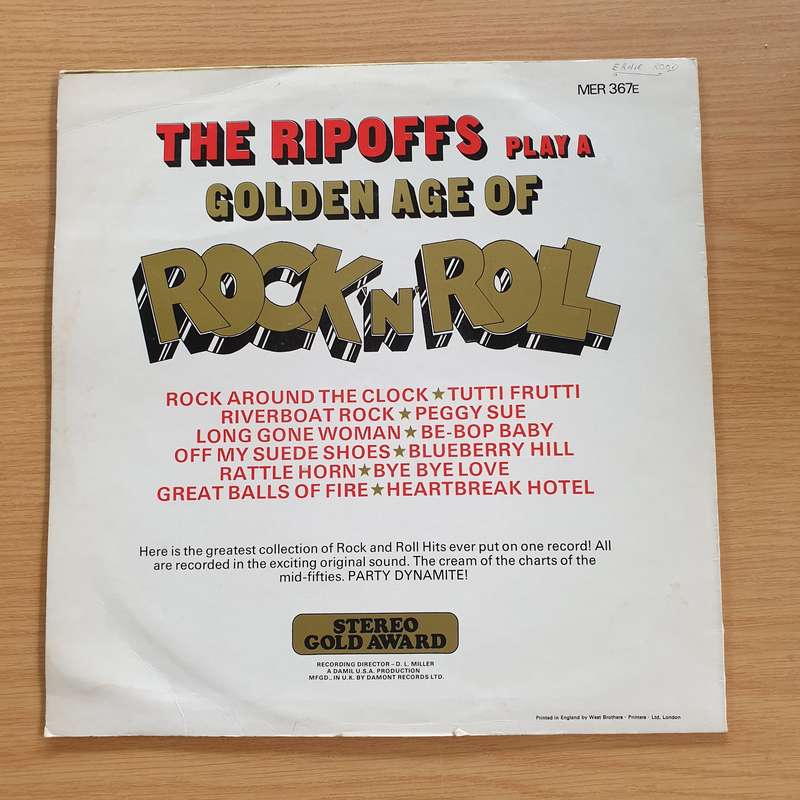 MER 367E
THE RIPOFFS PLAY A
GOLDEN AGE OF
ROCK 'N' ROLL
ROCK AROUND THE CLOCK★TUTTI FRUTTI
RIVERBOAT ROCK★PEGGY SUE
LONG GONE WOMAN★BE-BOP BABY
OFF MY SUEDE SHOES★BLUEBERRY HILL
RATTLE HORN★BYE BYE LOVE
GREAT BALLS OF FIRE★HEARTBREAK HOTEL
Here is the greatest collection of Rock and Roll Hits ever put on one record! All
are recorded in the exciting original sound. The cream of the charts of the
mid-fifties. PARTY DYNAMITE!
STEREO
GOLD AWARD
RECORDING DIRECTOR – D. L. MILLER
A DAMIL U.S.A. PRODUCTION
MFGD., IN U.K. BY DAMONT RECORDS LTD.
Printed in England by West Brothers · Printers · Ltd, London